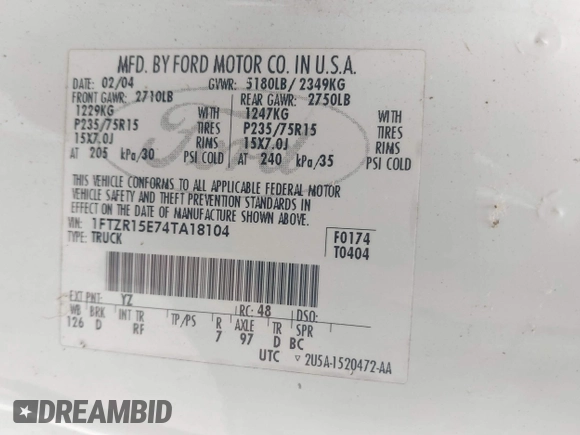 MFD. BY FORD MOTOR CO. IN U.S.A.
DATE: 02/04 GVWR: 5180LB/ 2349KG
FRONT GAWR: 2710LB REAR GAWR: 2750LB
1229KG WITH 1247KG WITH
P235/75R15 TIRES P235/75R15 TIRES
15X7.0J RIMS 15X7.0J RIMS
AT 205 kPa/30 PSI COLD AT 240 kPa/35 PSI COLD
Ford
THIS VEHICLE CONFORMS TO ALL APPLICABLE FEDERAL MOTOR
VEHICLE SAFETY AND THEFT PREVENTION STANDARDS IN
EFFECT ON THE DATE OF MANUFACTURE SHOWN ABOVE.
VIN: 1FTZR15E74TA18104 F0174
TYPE: TRUCK T0404
EXT PNT: YZ RC: 48 DSO:
WB BRK INT TR TP/PS R AXLE TR SPR
126 D RF 7 97 D BC
UTC 2U5A-1520472-AA
DREAMBID